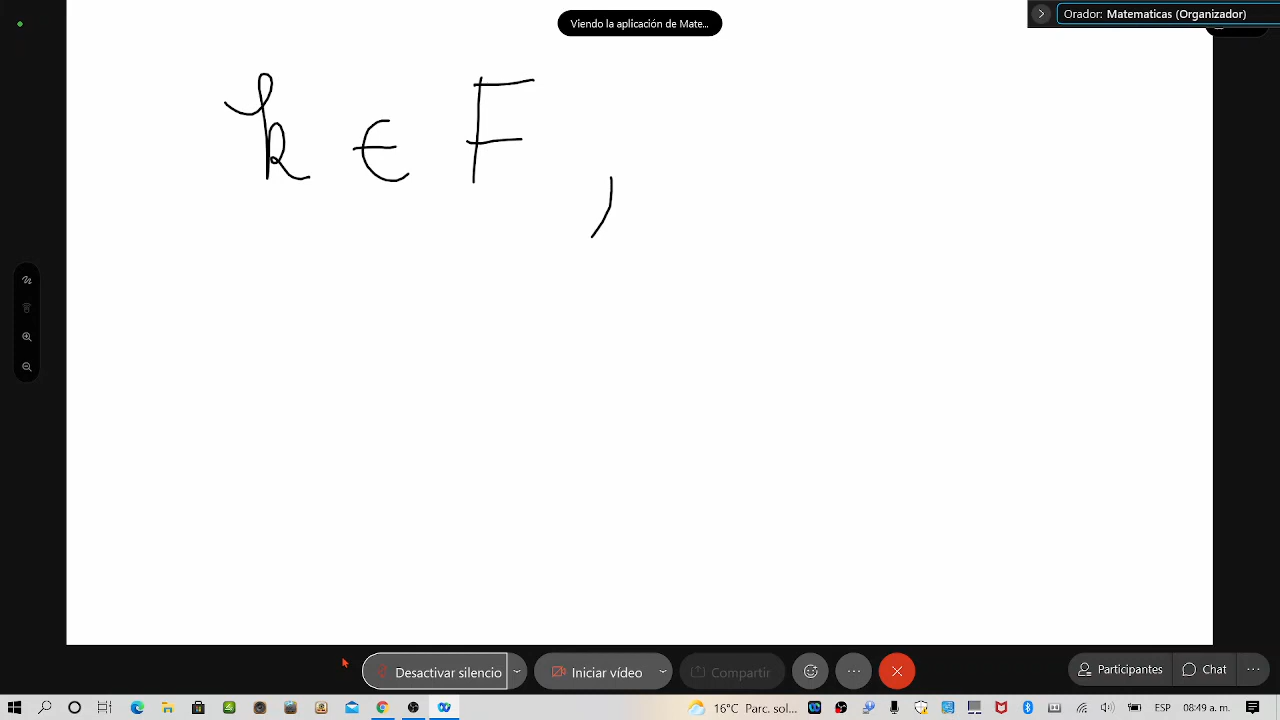 Viendo la aplicación de Mate...
Orador: Matematicas (Organizador)
k ∈ F ,
Desactivar silencio
Iniciar vídeo
Compartir
Participantes
Chat
16°C Parc. sol...
ESP
08:49 a. m.